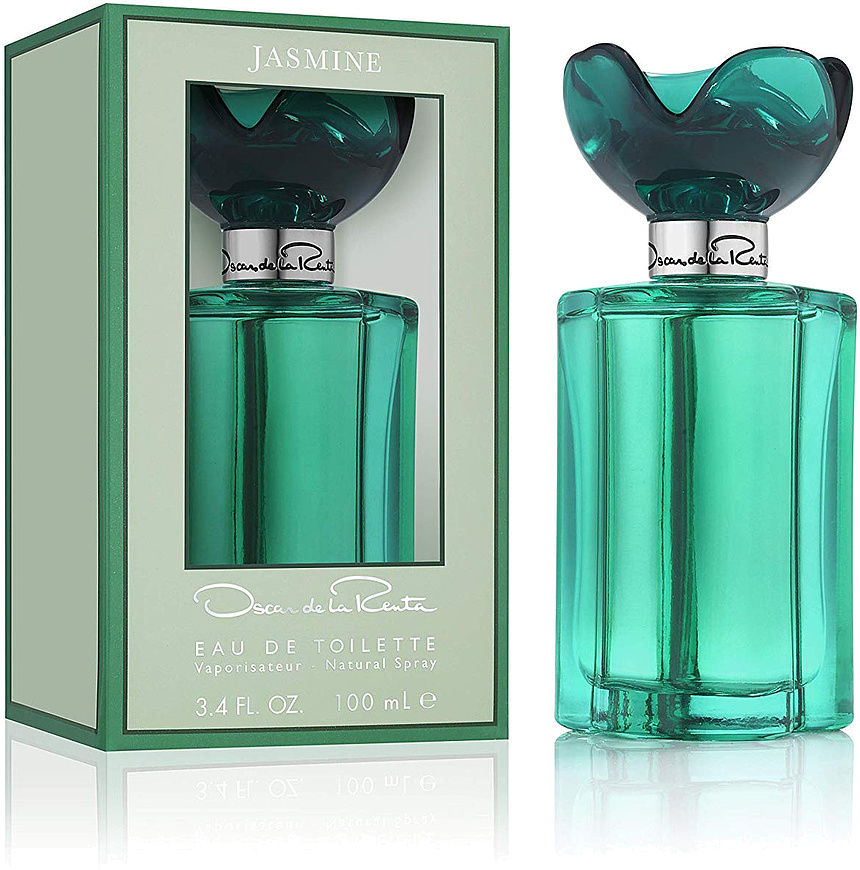 JASMINE
Oscar de la Renta
Oscar de la Renta
Oscar de la Renta
EAU DE TOILETTE
Vaporisateur - Natural Spray
3.4 FL. OZ. 100 mL ℮